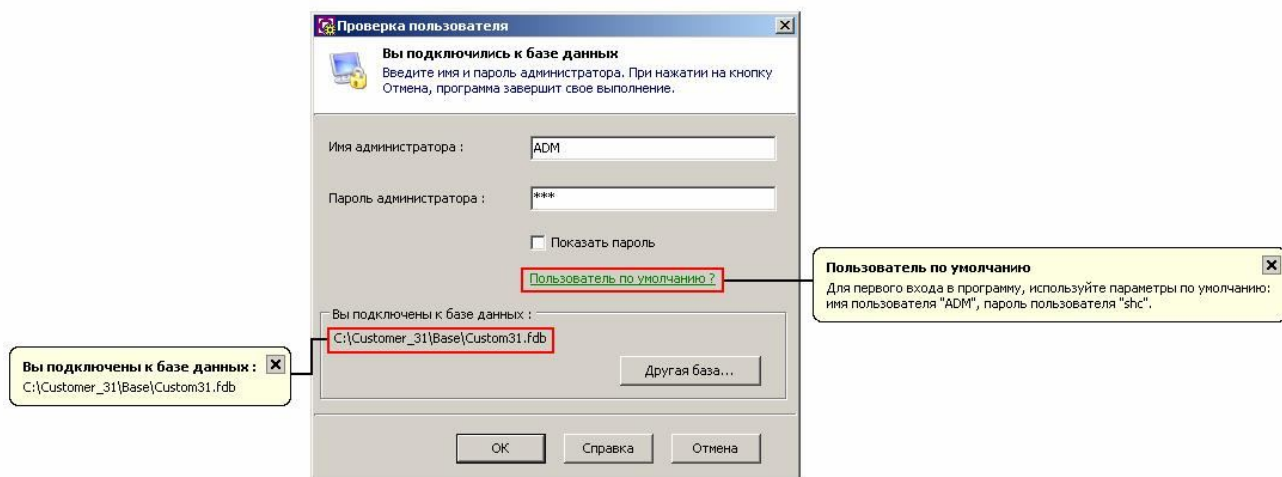 Проверка пользователя
Вы подключились к базе данных
Введите имя и пароль администратора. При нажатии на кнопку
Отмена, программа завершит свое выполнение.
Имя администратора :
ADM
Пароль администратора :
***
Показать пароль
Пользователь по умолчанию ?
Пользователь по умолчанию
Для первого входа в программу, используйте параметры по умолчанию:
имя пользователя "ADM", пароль пользователя "shc".
Вы подключены к базе данных :
C:\Customer_31\Base\Custom31.fdb
Вы подключены к базе данных :
C:\Customer_31\Base\Custom31.fdb
Другая база...
ОК
Справка
Отмена